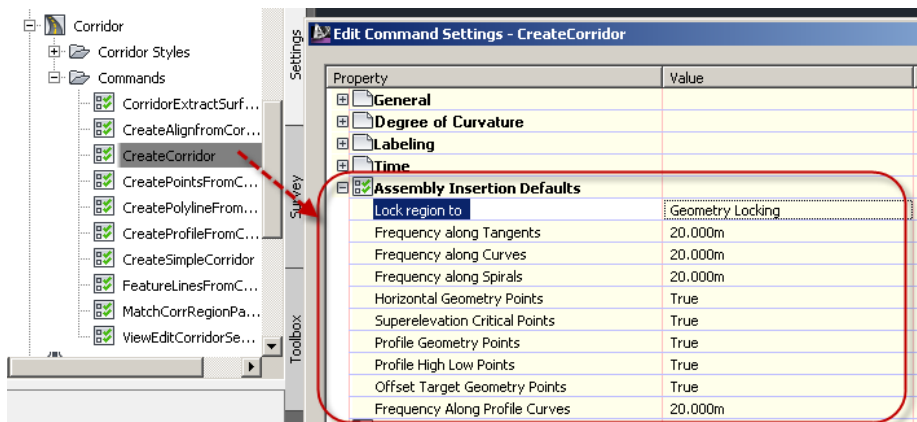 Corridor
Corridor Styles
Commands
CorridorExtractSurf...
CreateAlignfromCor...
CreateCorridor
CreatePointsFromC...
CreatePolylineFrom...
CreateProfileFromC...
CreateSimpleCorridor
FeatureLinesFromC...
MatchCorrRegionPa...
ViewEditCorridorSe...
Settings
Survey
Toolbox
Edit Command Settings - CreateCorridor
Property Value
General
Degree of Curvature
Labeling
Time
Assembly Insertion Defaults
Lock region to Geometry Locking
Frequency along Tangents 20.000m
Frequency along Curves 20.000m
Frequency along Spirals 20.000m
Horizontal Geometry Points True
Superelevation Critical Points True
Profile Geometry Points True
Profile High Low Points True
Offset Target Geometry Points True
Frequency Along Profile Curves 20.000m